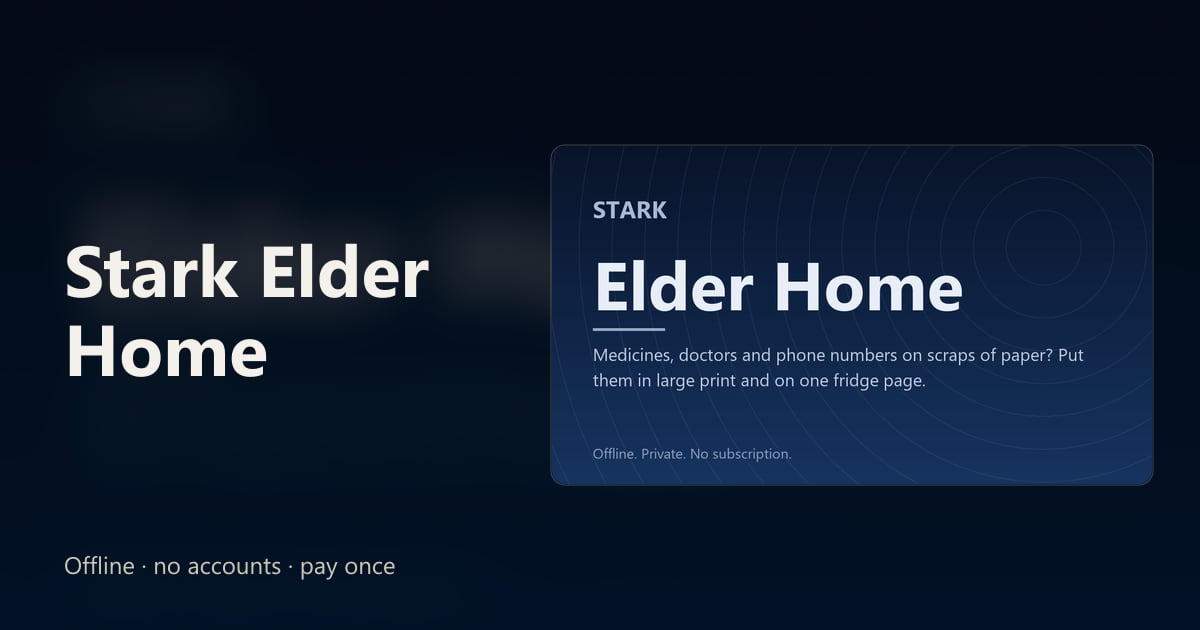 Stark Elder
Home
Offline · no accounts · pay once
STARK
Elder Home
Medicines, doctors and phone numbers on scraps of paper? Put
them in large print and on one fridge page.
Offline. Private. No subscription.